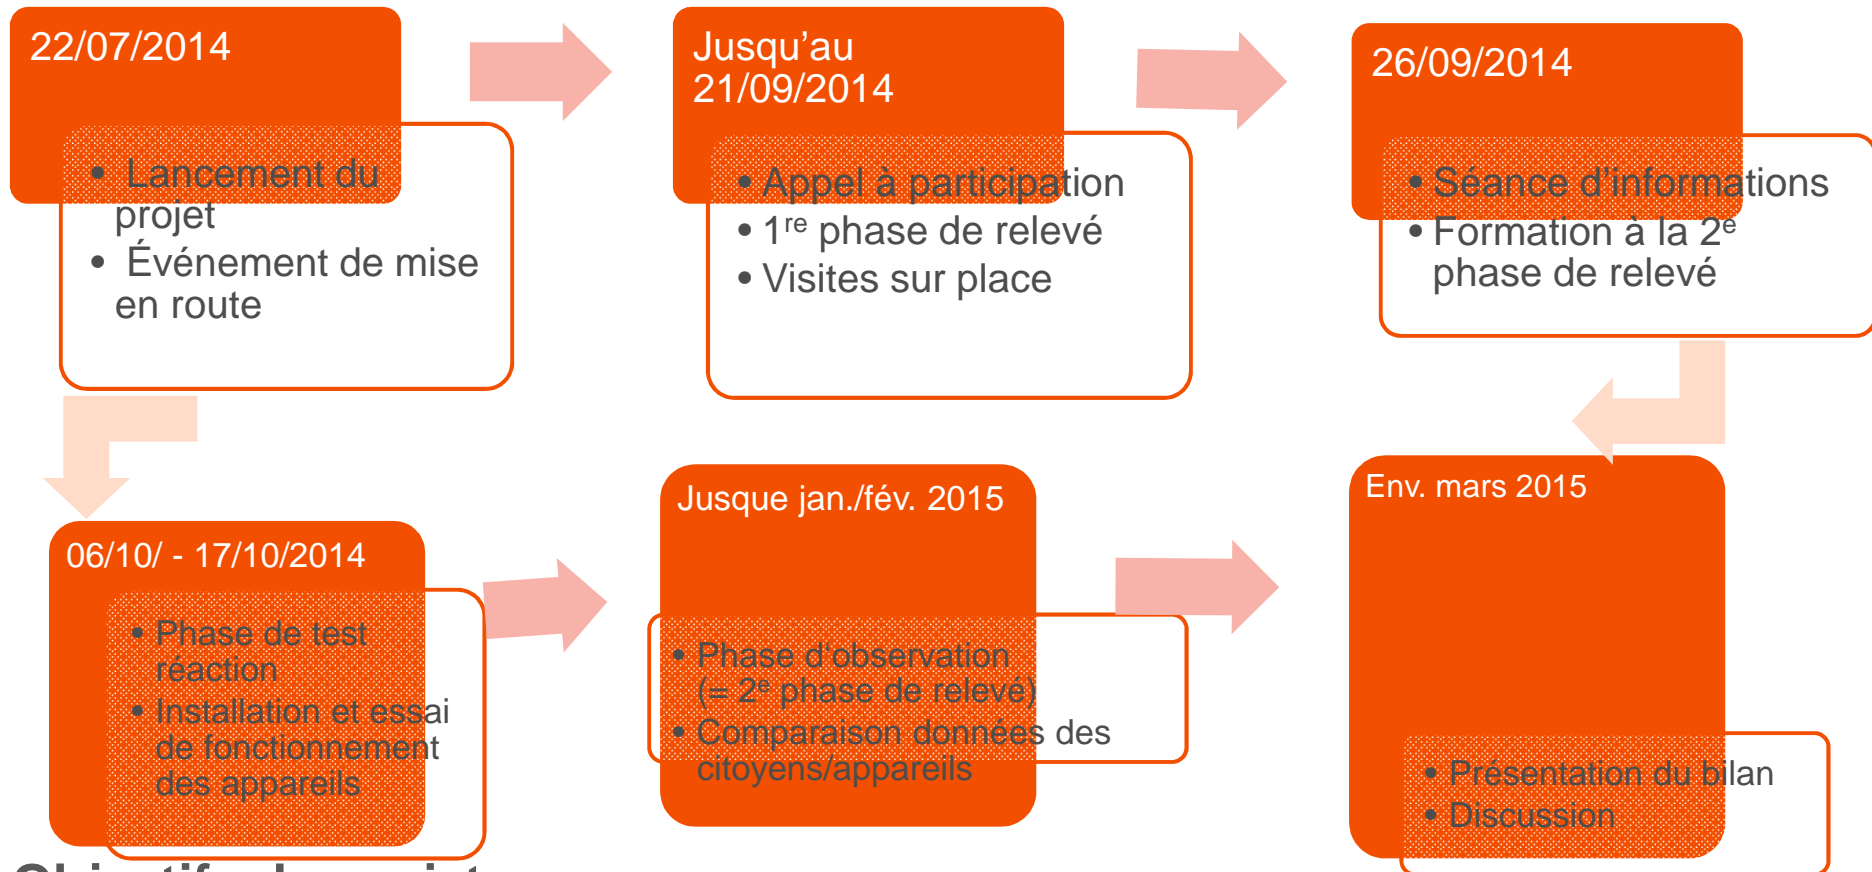 22/07/2014
• Lancement du
projet
• Événement de mise
en route
Jusqu’au
21/09/2014
• Appel à participation
• 1re phase de relevé
• Visites sur place
26/09/2014
• Séance d’informations
• Formation à la 2e
phase de relevé
06/10/ - 17/10/2014
• Phase de test
réaction
• Installation et essai
de fonctionnement
des appareils
Jusque jan./fév. 2015
• Phase d‘observation
(= 2e phase de relevé)
• Comparaison données des
citoyens/appareils
Env. mars 2015
• Présentation du bilan
• Discussion